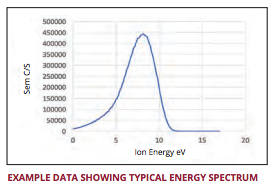 500000
450000
400000
350000
300000
250000
200000
150000
100000
50000
0
Sem C/S
0 5 10 15 20
Ion Energy eV
EXAMPLE DATA SHOWING TYPICAL ENERGY SPECTRUM